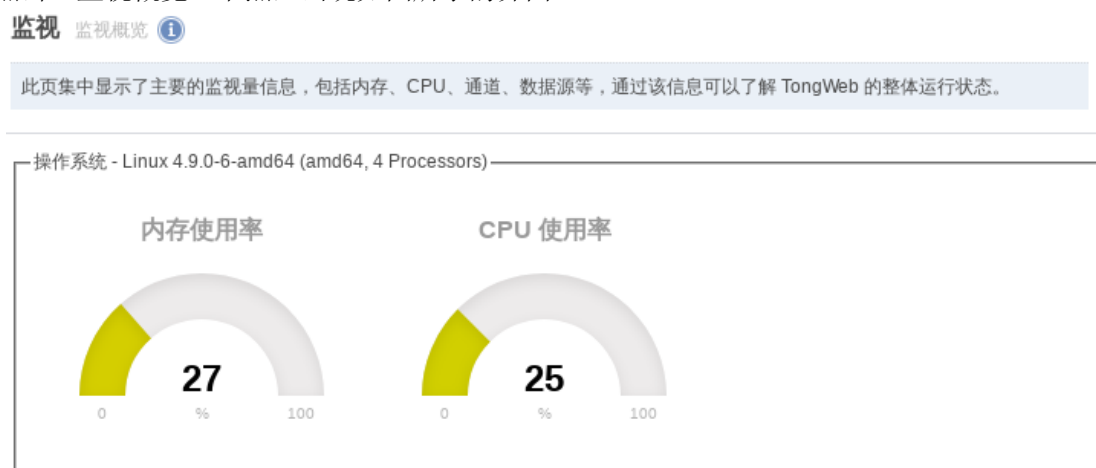 监视 监视概览 i
此页集中显示了主要的监视量信息，包括内存、CPU、通道、数据源等，通过该信息可以了解 TongWeb 的整体运行状态。
操作系统 - Linux 4.9.0-6-amd64 (amd64, 4 Processors)
内存使用率 CPU 使用率
27 25
0 % 100 0 % 100